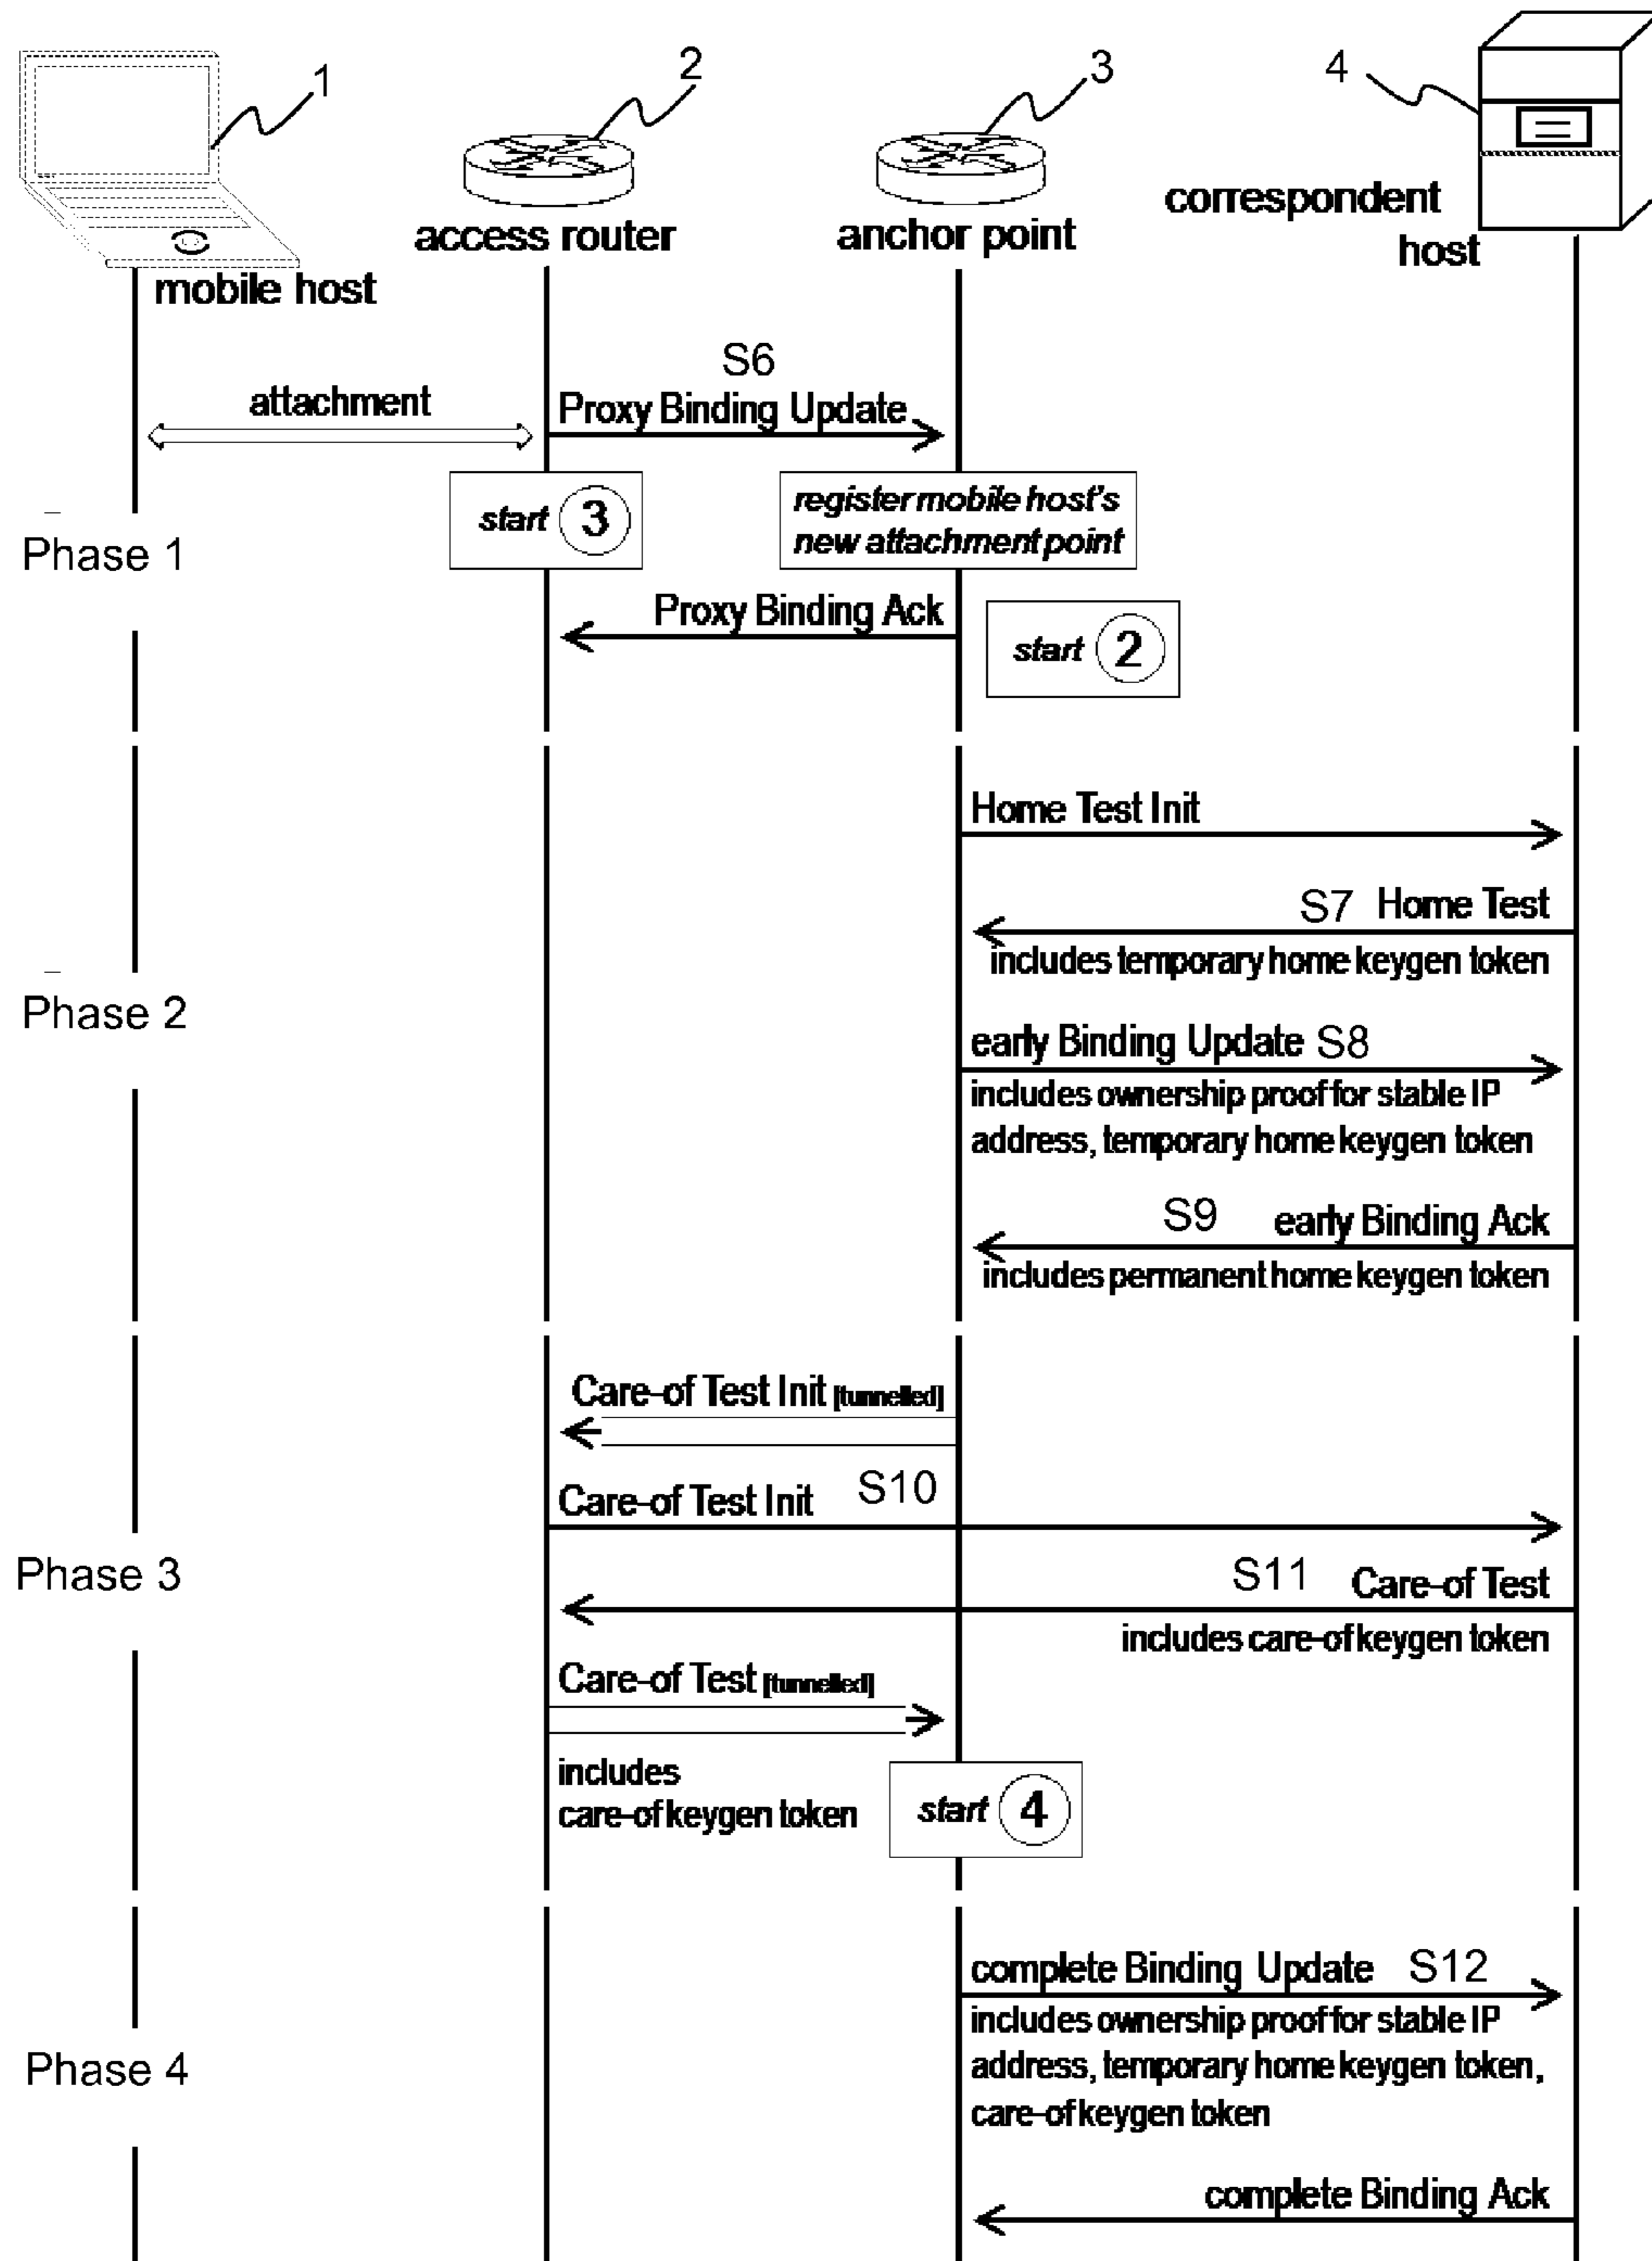 1
2
3
4
mobile host
access router
anchor point
correspondent
host
S6
attachment
Proxy Binding Update
start 3
register mobile host's
new attachment point
Phase 1
Proxy Binding Ack
start 2
Home Test Init
S7 Home Test
includes temporary home keygen token
Phase 2
early Binding Update S8
includes ownership proof for stable IP
address, temporary home keygen token
S9 early Binding Ack
includes permanent home keygen token
Care-of Test Init [tunnelled]
Care-of Test Init S10
Phase 3
S11 Care-of Test
includes care-of keygen token
Care-of Test [tunnelled]
includes
care-of keygen token
start 4
complete Binding Update S12
includes ownership proof for stable IP
address, temporary home keygen token,
care-of keygen token
Phase 4
complete Binding Ack